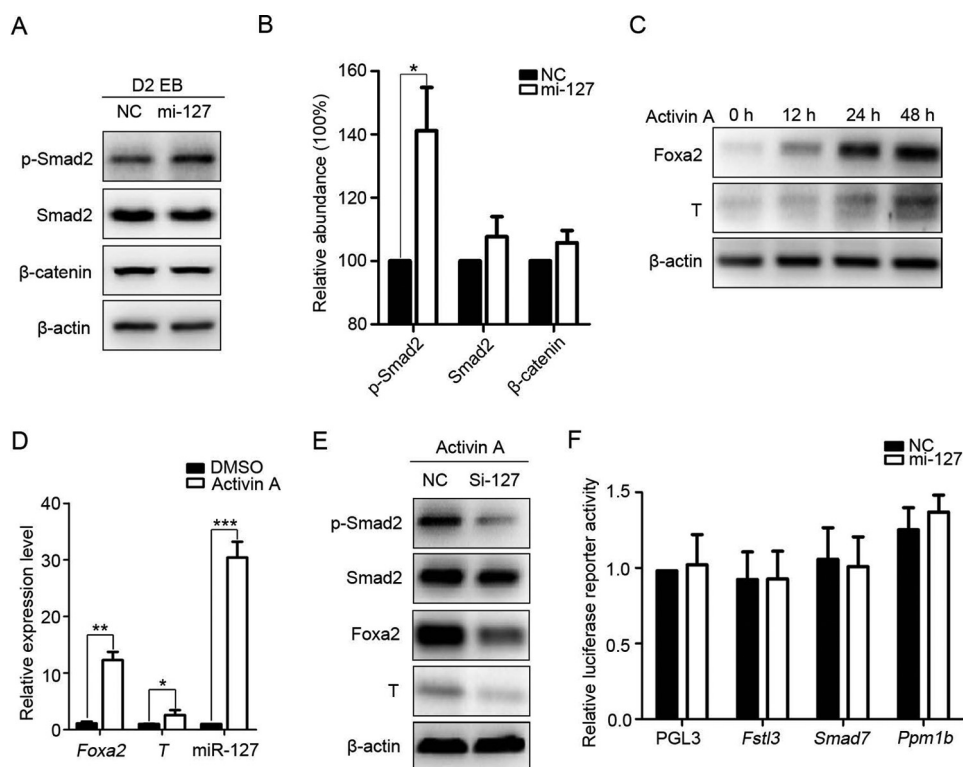 A
D2 EB
NC mi-127
p-Smad2
Smad2
β-catenin
β-actin
B
NC
mi-127
Relative abundance (100%)
160
140
120
100
80
*
p-Smad2
Smad2
β-catenin
C
Activin A 0 h 12 h 24 h 48 h
Foxa2
T
β-actin
D
DMSO
Activin A
Relative expression level
40
30
20
10
0
**
*
***
Foxa2 T miR-127
E
Activin A
NC Si-127
p-Smad2
Smad2
Foxa2
T
β-actin
F
NC
mi-127
Relative luciferase reporter activity
1.5
1.0
0.5
0.0
PGL3 Fstl3 Smad7 Ppm1b